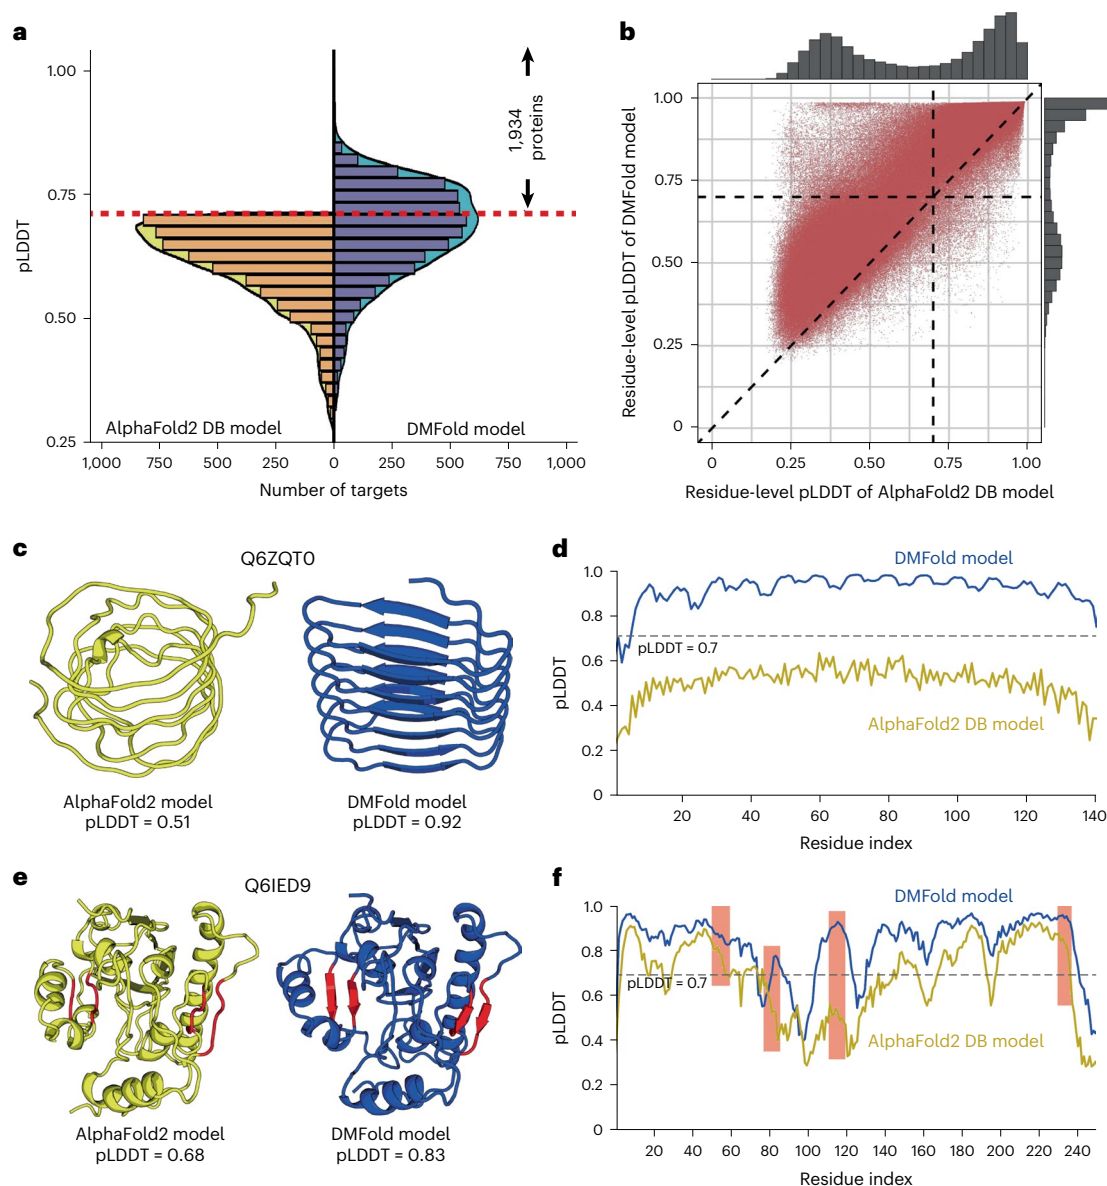 a
1.00
0.75
0.50
0.25
pLDDT
1,934
proteins
AlphaFold2 DB model
DMFold model
1,000 750 500 250 0 250 500 750 1,000
Number of targets
b
1.00
0.75
0.50
0.25
0
Residue-level pLDDT of DMFold model
0 0.25 0.50 0.75 1.00
Residue-level pLDDT of AlphaFold2 DB model
c
Q6ZQT0
AlphaFold2 model
pLDDT = 0.51
DMFold model
pLDDT = 0.92
d
DMFold model
1.0
0.8
0.6
0.4
0.2
0
pLDDT
pLDDT = 0.7
AlphaFold2 DB model
20 40 60 80 100 120 140
Residue index
e
Q6IED9
AlphaFold2 model
pLDDT = 0.68
DMFold model
pLDDT = 0.83
f
DMFold model
1.0
0.8
0.6
0.4
0.2
0
pLDDT
pLDDT = 0.7
AlphaFold2 DB model
20 40 60 80 100 120 140 160 180 200 220 240
Residue index